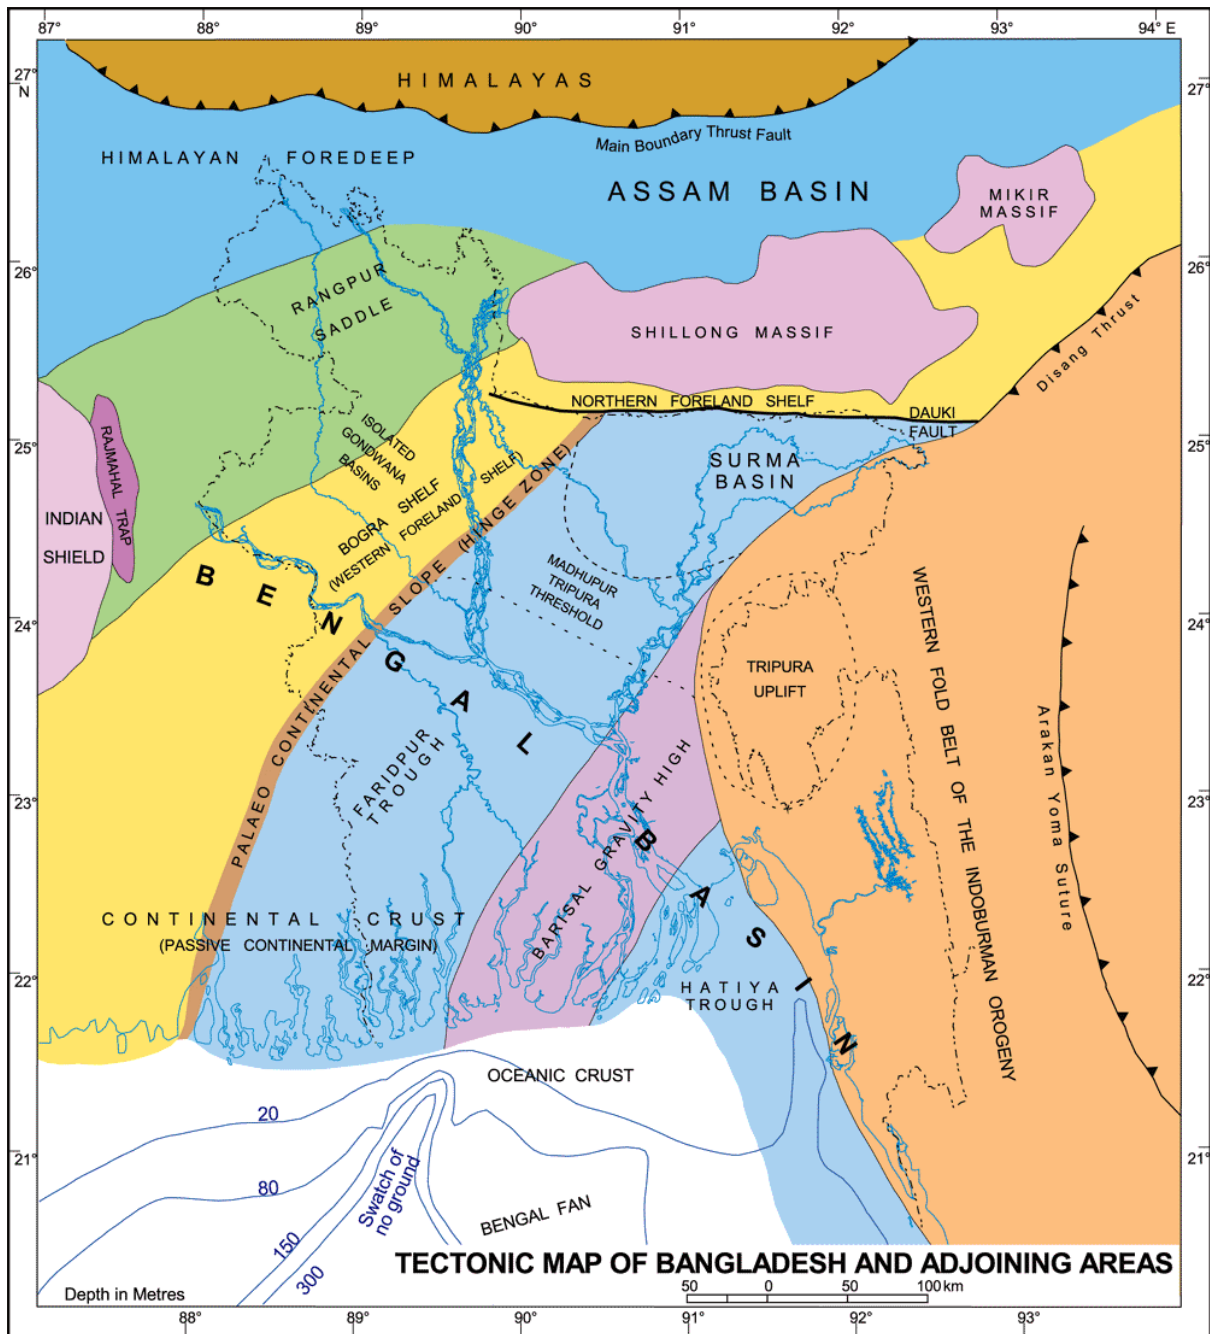 87° 88° 89° 90° 91° 92° 93° 94° E
27°
N
27°
HIMALAYAS
Main Boundary Thrust Fault
HIMALAYAN FOREDEEP
ASSAM BASIN
MIKIR
MASSIF
26°
26°
RANGPUR
SADDLE
SHILLONG MASSIF
Disang Thrust
NORTHERN FORELAND SHELF
DAUKI
FAULT
25°
25°
RAJMAHAL TRAP
ISOLATED
GONDWANA
BASINS
BOGRA SHELF
(WESTERN FORELAND SHELF)
SURMA
BASIN
INDIAN
SHIELD
PALAEO CONTINENTAL SLOPE (HINGE ZONE)
MADHUPUR
TRIPURA
THRESHOLD
BENGAL BASIN
24°
24°
TRIPURA
UPLIFT
WESTERN FOLD BELT OF THE INDOBURMAN OROGENY
Arakan Yoma Suture
FARIDPUR
TROUGH
BARISAL GRAVITY HIGH
23°
23°
CONTINENTAL CRUST
(PASSIVE CONTINENTAL MARGIN)
22°
22°
HATIYA
TROUGH
OCEANIC CRUST
20
80
150
300
Swatch of
no ground
BENGAL FAN
21°
21°
TECTONIC MAP OF BANGLADESH AND ADJOINING AREAS
50 0 50 100 km
Depth in Metres
88° 89° 90° 91° 92° 93°